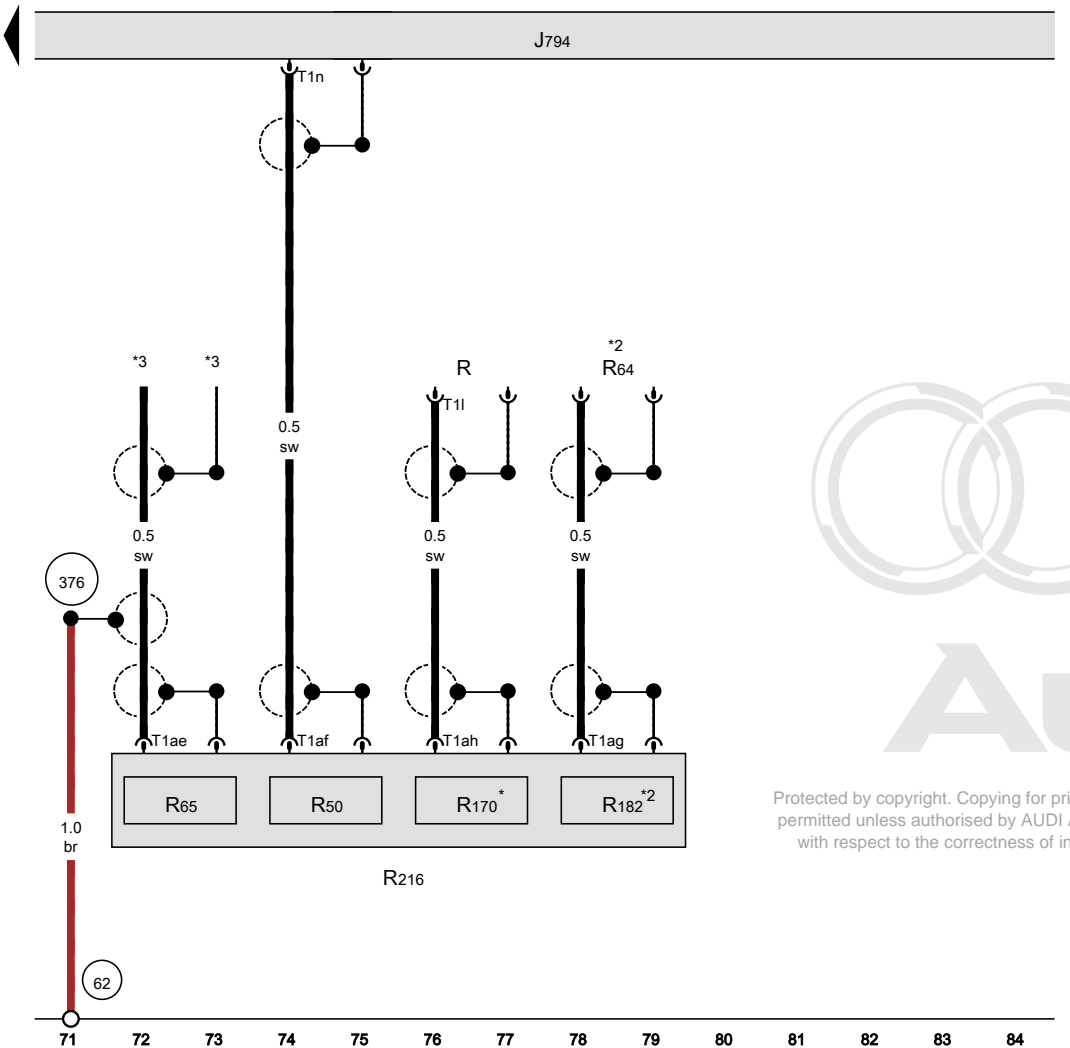 J794
T1n
*3 *3 R *2
R64
T1l
0.5
sw
0.5
sw
0.5
sw
0.5
sw
376
T1ae T1af T1ah T1ag
R65 R50 R170* R182*2
1.0
br
R216
62
Au
Protected by copyright. Copying for pri
permitted unless authorised by AUDI A
with respect to the correctness of in
71 72 73 74 75 76 77 78 79 80 81 82 83 84